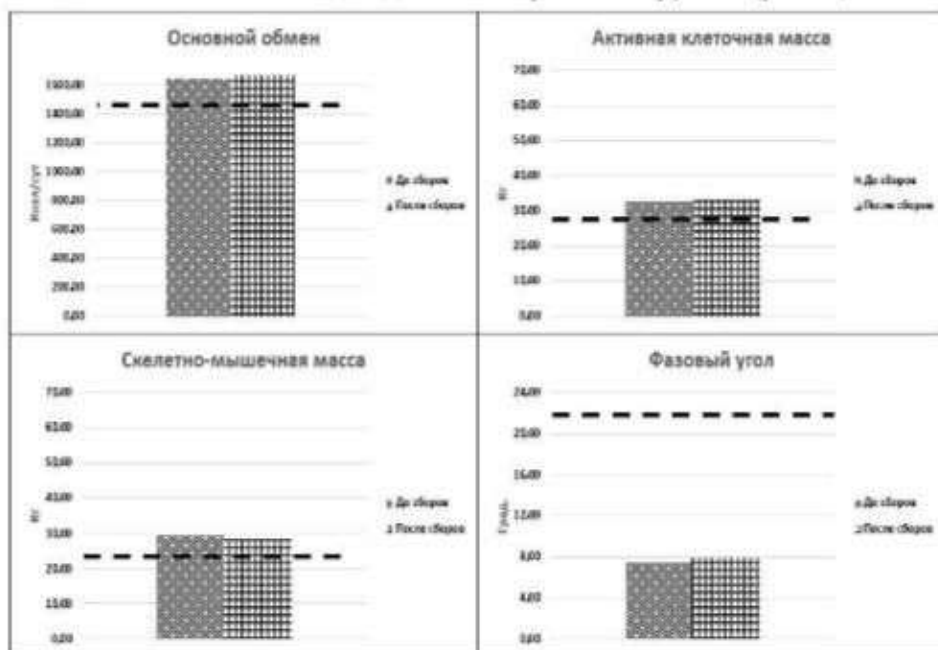 Основной обмен
Ккал/сут
1600,00
1400,00
1200,00
1000,00
800,00
600,00
400,00
200,00
0,00
До сборов
После сборов
Активная клеточная масса
Кг
70,00
60,00
50,00
40,00
30,00
20,00
10,00
0,00
До сборов
После сборов
Скелетно-мышечная масса
Кг
70,00
60,00
50,00
40,00
30,00
20,00
10,00
0,00
До сборов
После сборов
Фазовый угол
Град.
24,00
20,00
16,00
12,00
8,00
4,00
0,00
До сборов
После сборов